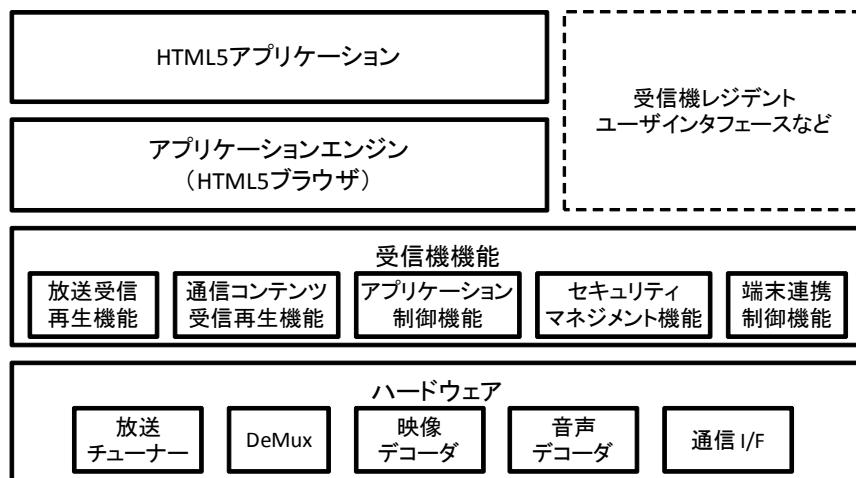 HTML5アプリケーション
受信機レジデント
ユーザインタフェースなど
アプリケーションエンジン
（HTML5ブラウザ）
受信機機能
放送受信
再生機能
通信コンテンツ
受信再生機能
アプリケーション
制御機能
セキュリティ
マネジメント機能
端末連携
制御機能
ハードウェア
放送
チューナー
DeMux
映像
デコーダ
音声
デコーダ
通信 I/F